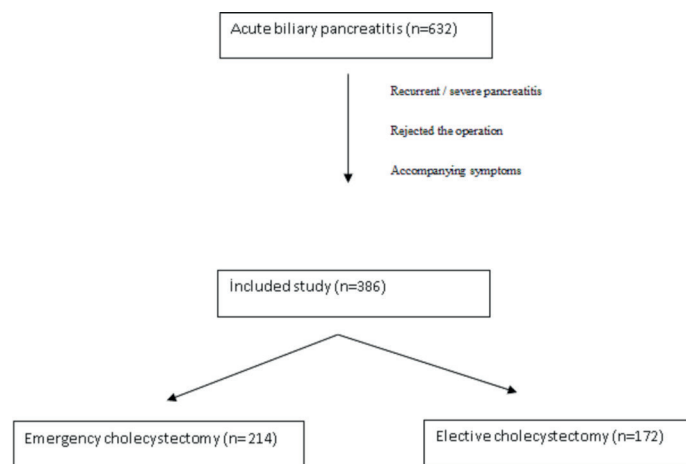 Acute biliary pancreatitis (n=632)
Recurrent / severe pancreatitis
Rejected the operation
Accompanying symptoms
İncluded study (n=386)
Emergency cholecystectomy (n=214)
Elective cholecystectomy (n=172)